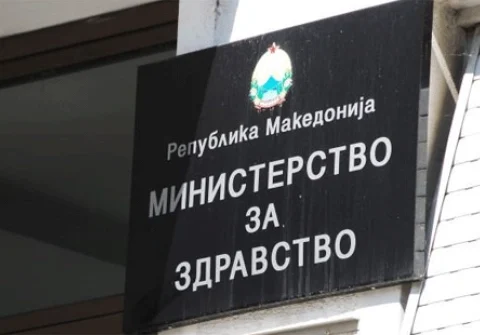 Република Македонија
МИНИСТЕРСТВО
ЗА
ЗДРАВСТВО